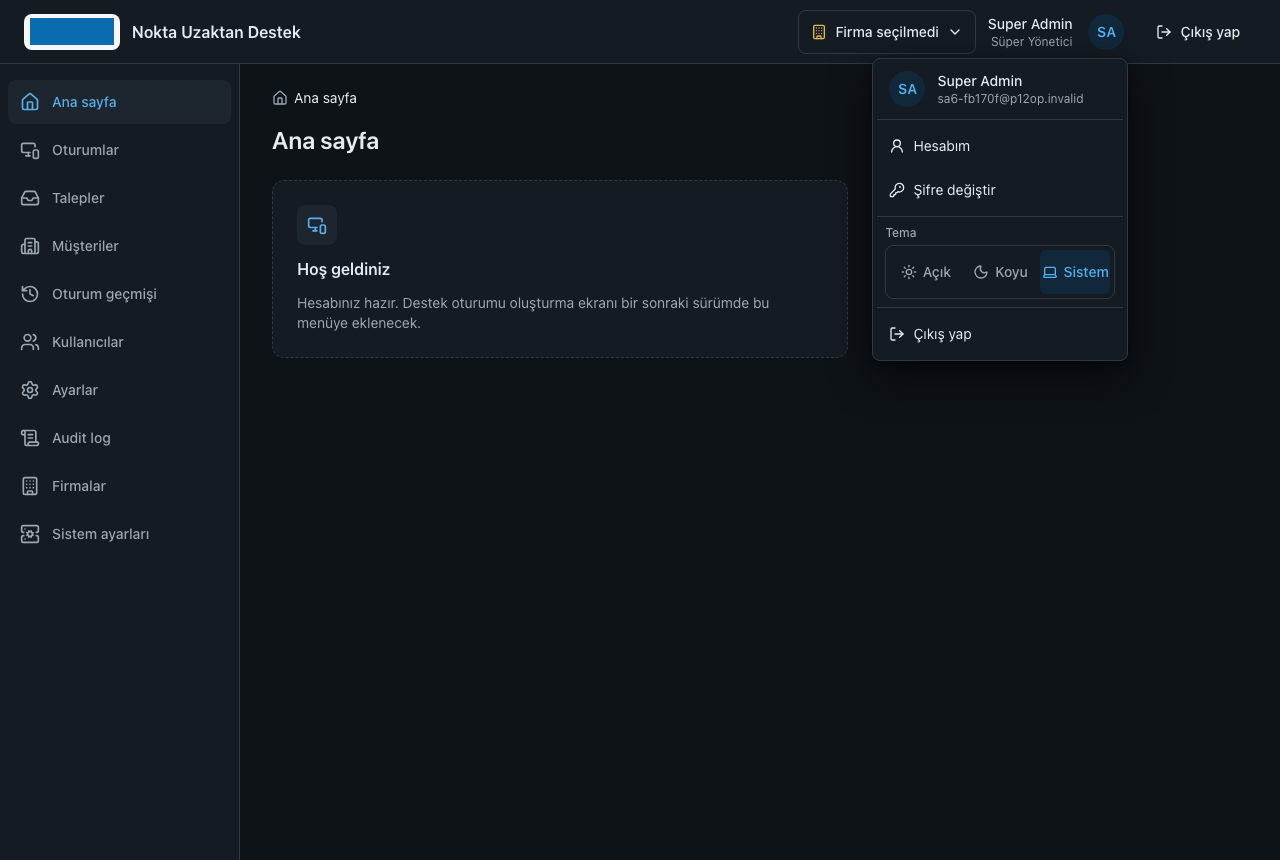 Nokta Uzaktan Destek
Firma seçilmedi
Super Admin
Süper Yönetici
SA
Çıkış yap
Ana sayfa
Oturumlar
Talepler
Müşteriler
Oturum geçmişi
Kullanıcılar
Ayarlar
Audit log
Firmalar
Sistem ayarları
Ana sayfa
Ana sayfa
Hoş geldiniz
Hesabınız hazır. Destek oturumu oluşturma ekranı bir sonraki sürümde bu
menüye eklenecek.
SA
Super Admin
sa6-fb170f@p12op.invalid
Hesabım
Şifre değiştir
Tema
Açık
Koyu
Sistem
Çıkış yap